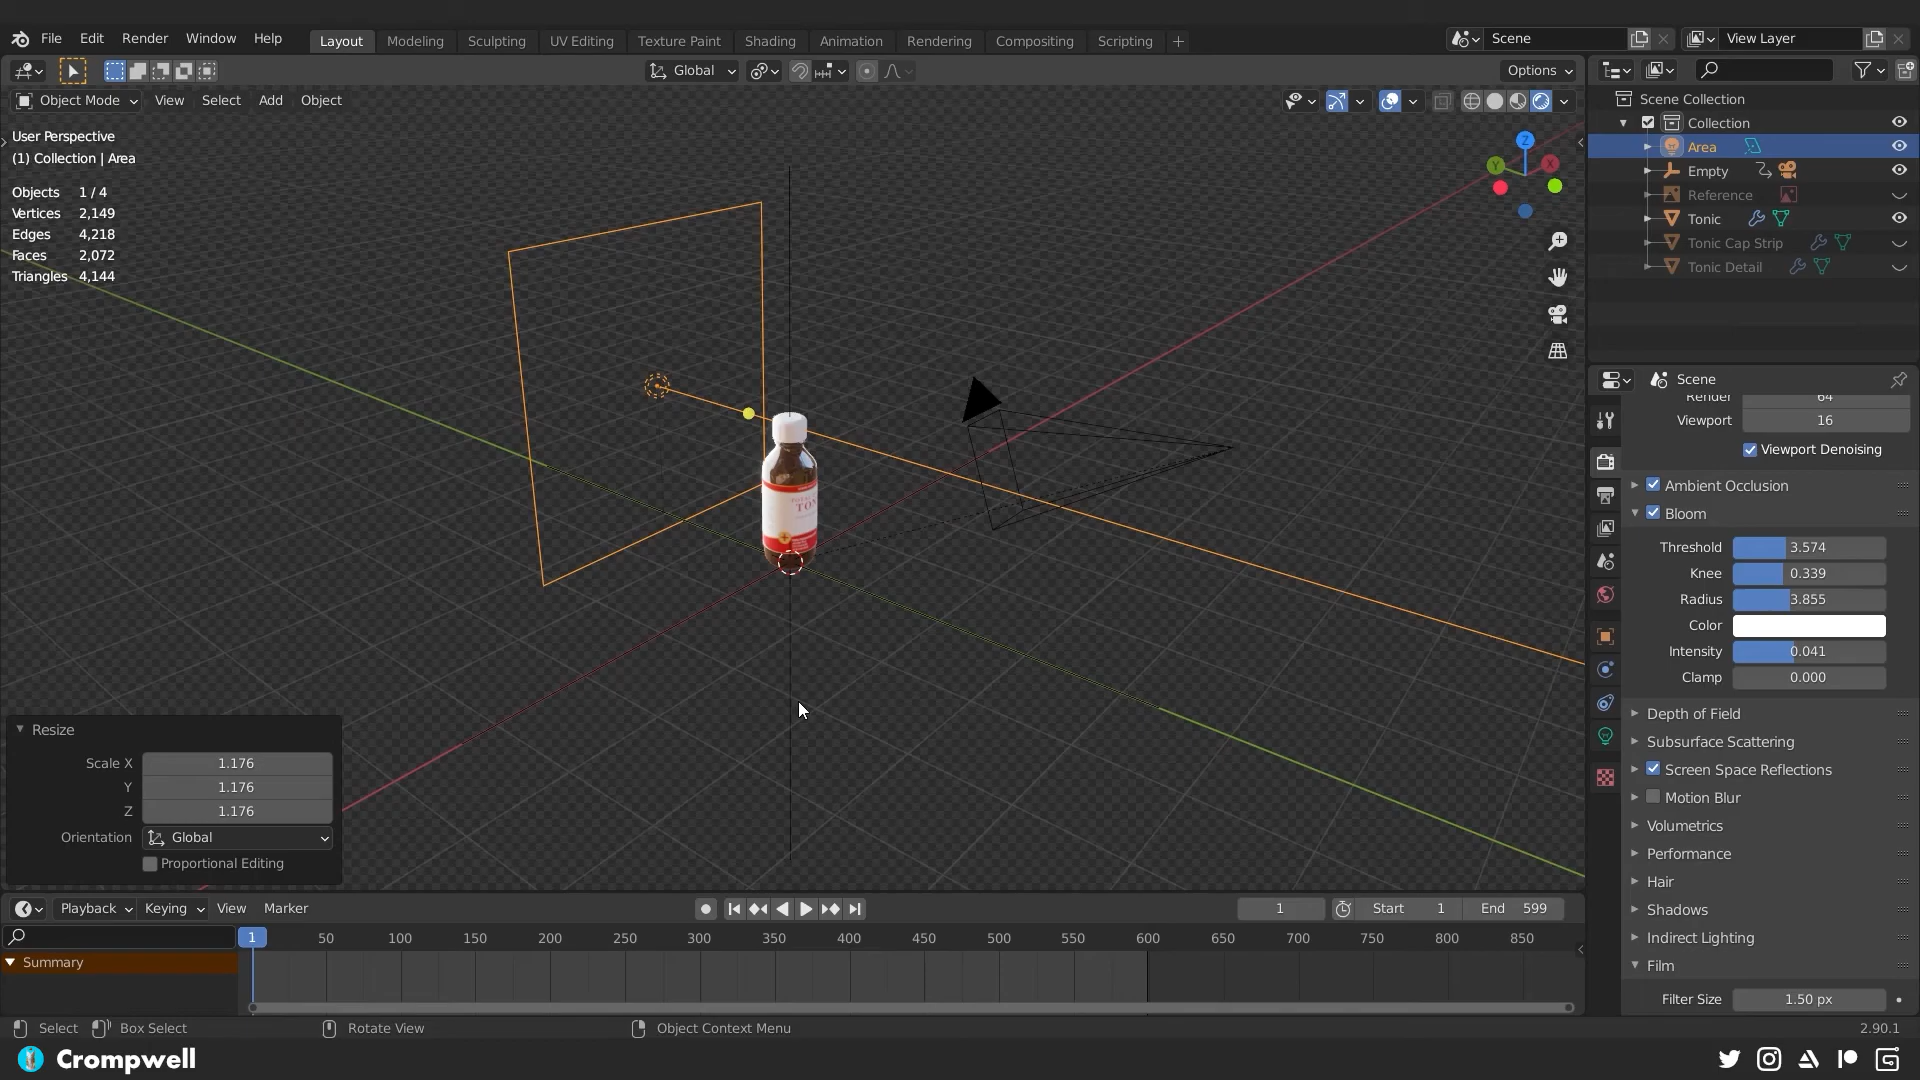 File Edit Render Window Help
Layout Modeling Sculpting UV Editing Texture Paint Shading Animation Rendering Compositing Scripting +
Scene
View Layer
Global
Options
Object Mode View Select Add Object
User Perspective
(1) Collection | Area
Objects 1 / 4
Vertices 2,149
Edges 4,218
Faces 2,072
Triangles 4,144
Z
Y
X
TON
Scene Collection
Collection
Area
Empty
Reference
Tonic
Tonic Cap Strip
Tonic Detail
Scene
Render 64
Viewport 16
Viewport Denoising
Ambient Occlusion
Bloom
Threshold 3.574
Knee 0.339
Radius 3.855
Color
Intensity 0.041
Clamp 0.000
Depth of Field
Subsurface Scattering
Screen Space Reflections
Motion Blur
Volumetrics
Performance
Hair
Shadows
Indirect Lighting
Film
Filter Size 1.50 px
Resize
Scale X 1.176
Y 1.176
Z 1.176
Orientation Global
Proportional Editing
Playback Keying View Marker
1
Start 1
End 599
1 50 100 150 200 250 300 350 400 450 500 550 600 650 700 750 800 850
Summary
Select Box Select Rotate View Object Context Menu
2.90.1
Crompwell